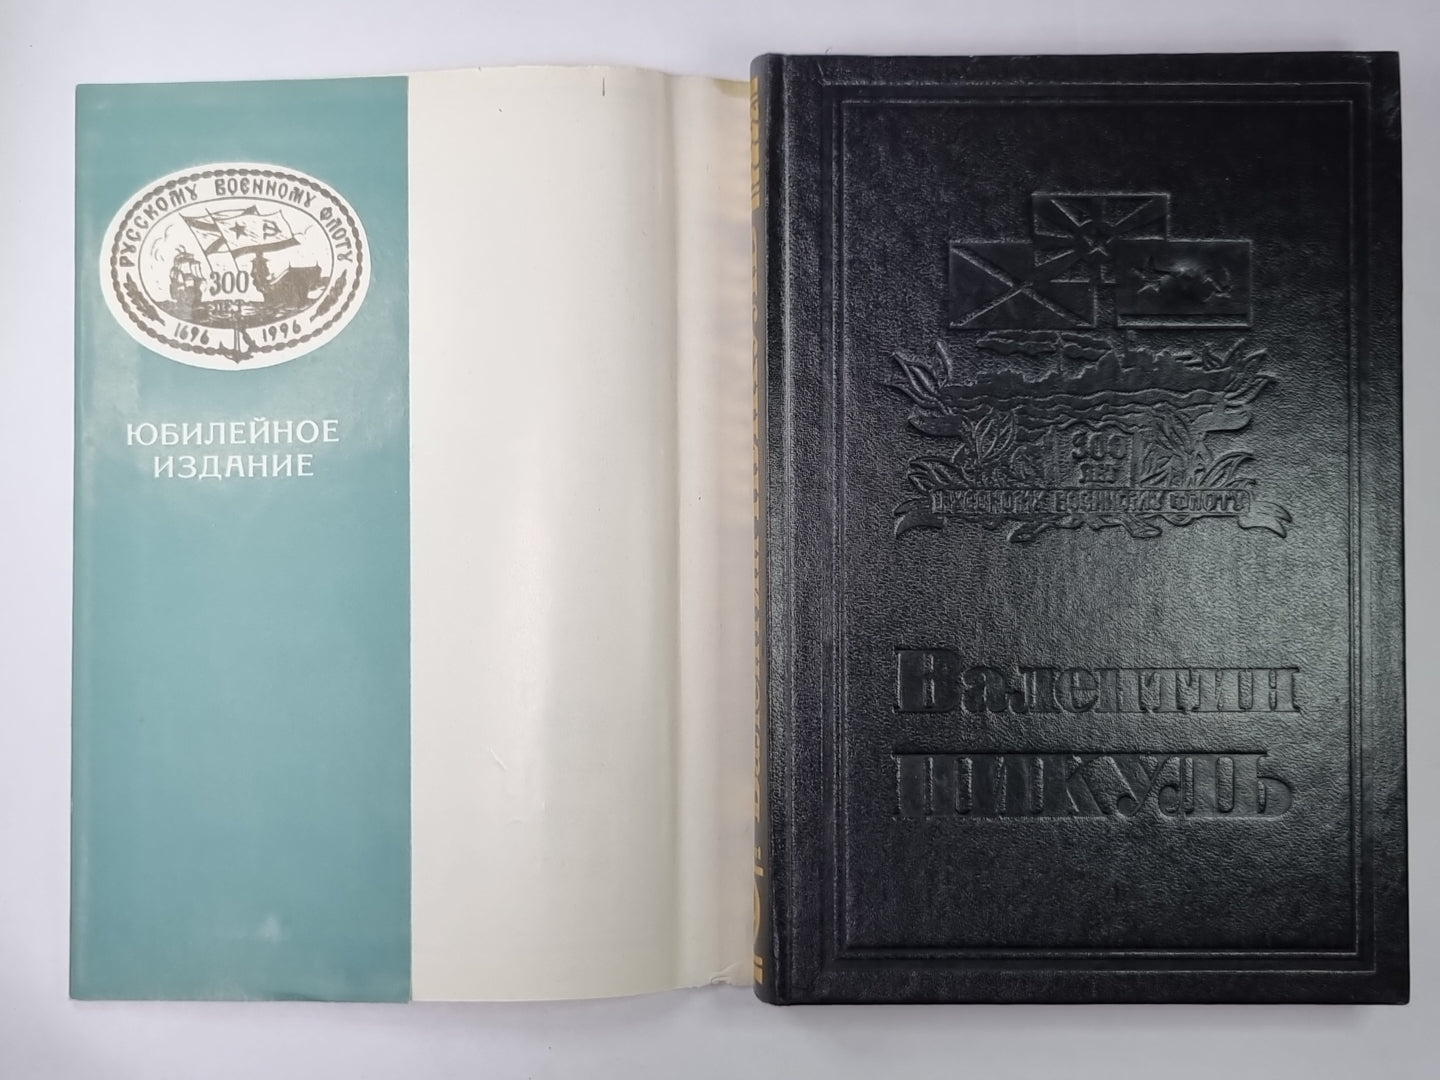 РУССКОМУ ВОЕННОМУ ФЛОТУ
300
ЛЕТ
1696 1996
ЮБИЛЕЙНОЕ
ИЗДАНИЕ
300
ЛЕТ
РУССКОМУ ВОЕННОМУ ФЛОТУ
Валентин
ПИКУЛЬ